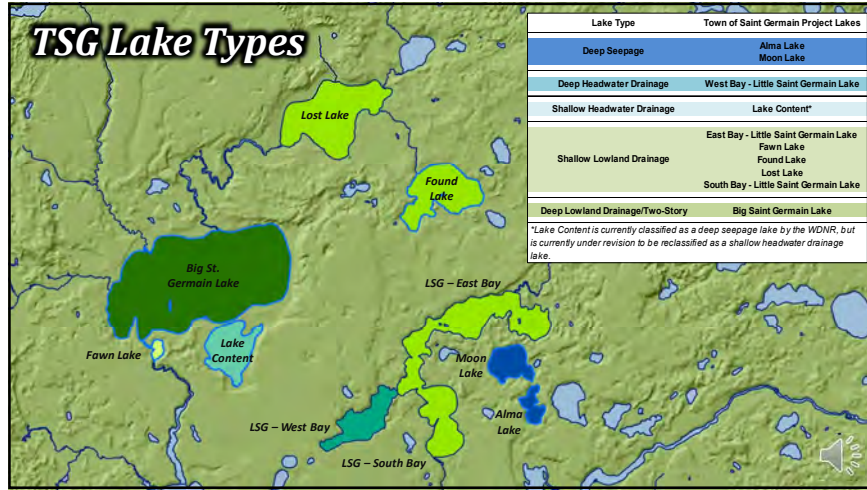 TSG Lake Types
Lake Type Town of Saint Germain Project Lakes
Deep Seepage
Alma Lake
Moon Lake
Deep Headwater Drainage West Bay - Little Saint Germain Lake
Shallow Headwater Drainage Lake Content*
Shallow Lowland Drainage
East Bay - Little Saint Germain Lake
Fawn Lake
Found Lake
Lost Lake
South Bay - Little Saint Germain Lake
Deep Lowland Drainage/Two-Story Big Saint Germain Lake
*Lake Content is currently classified as a deep seepage lake by the WDNR, but
is currently under revision to be reclassified as a shallow headwater drainage
lake.
Lost Lake
Found
Lake
Big St.
Germain Lake
LSG – East Bay
Fawn Lake
Lake
Content
Moon
Lake
Alma
Lake
LSG – West Bay
LSG – South Bay